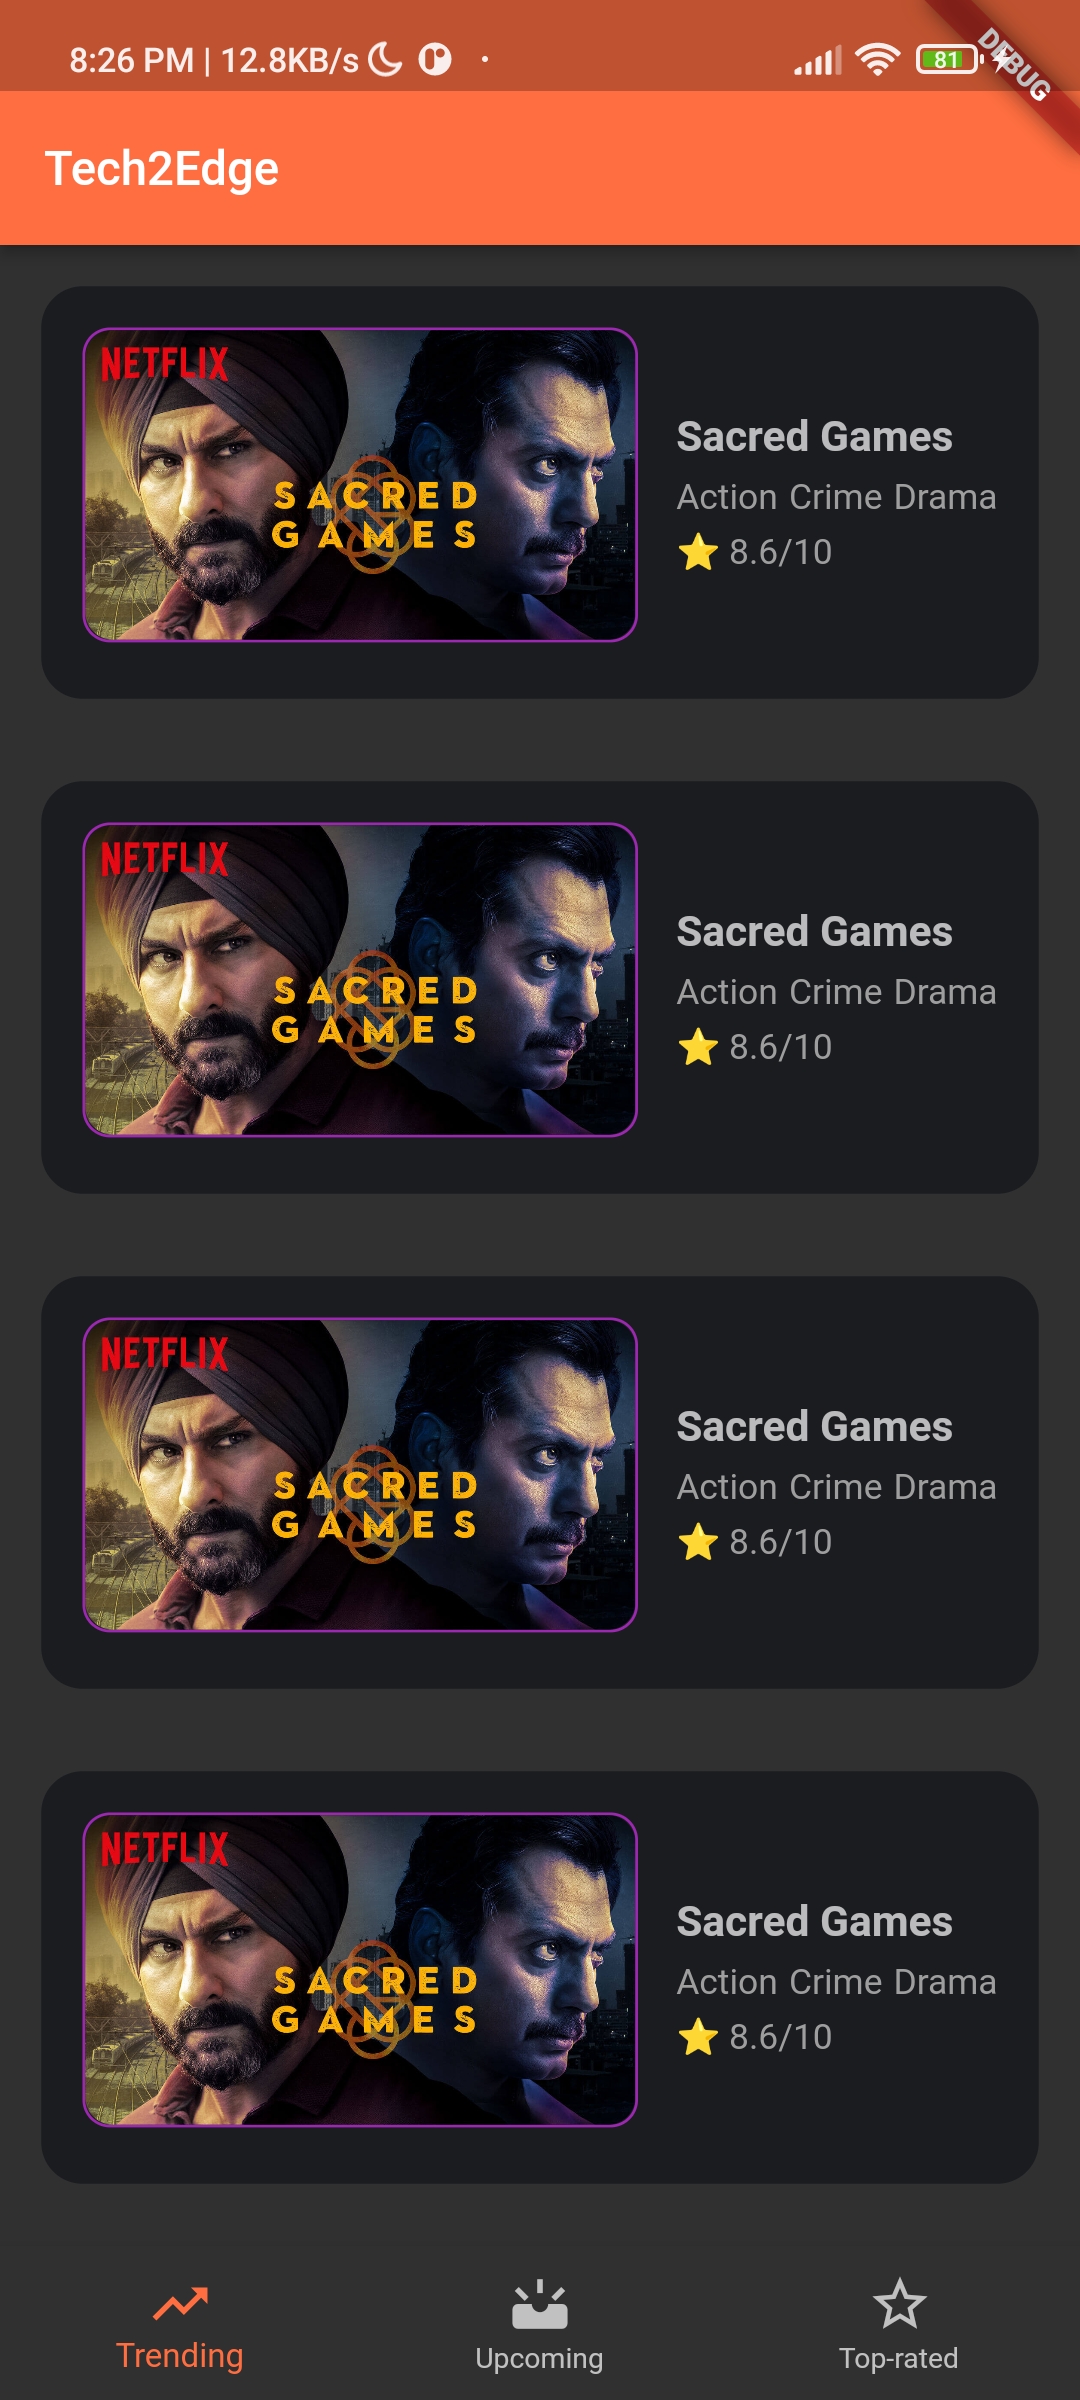 8:26 PM | 12.8KB/s
81
DEBUG
Tech2Edge
NETFLIX
SACRED
GAMES
Sacred Games
Action Crime Drama
⭐ 8.6/10
NETFLIX
SACRED
GAMES
Sacred Games
Action Crime Drama
⭐ 8.6/10
NETFLIX
SACRED
GAMES
Sacred Games
Action Crime Drama
⭐ 8.6/10
NETFLIX
SACRED
GAMES
Sacred Games
Action Crime Drama
⭐ 8.6/10
Trending
Upcoming
Top-rated